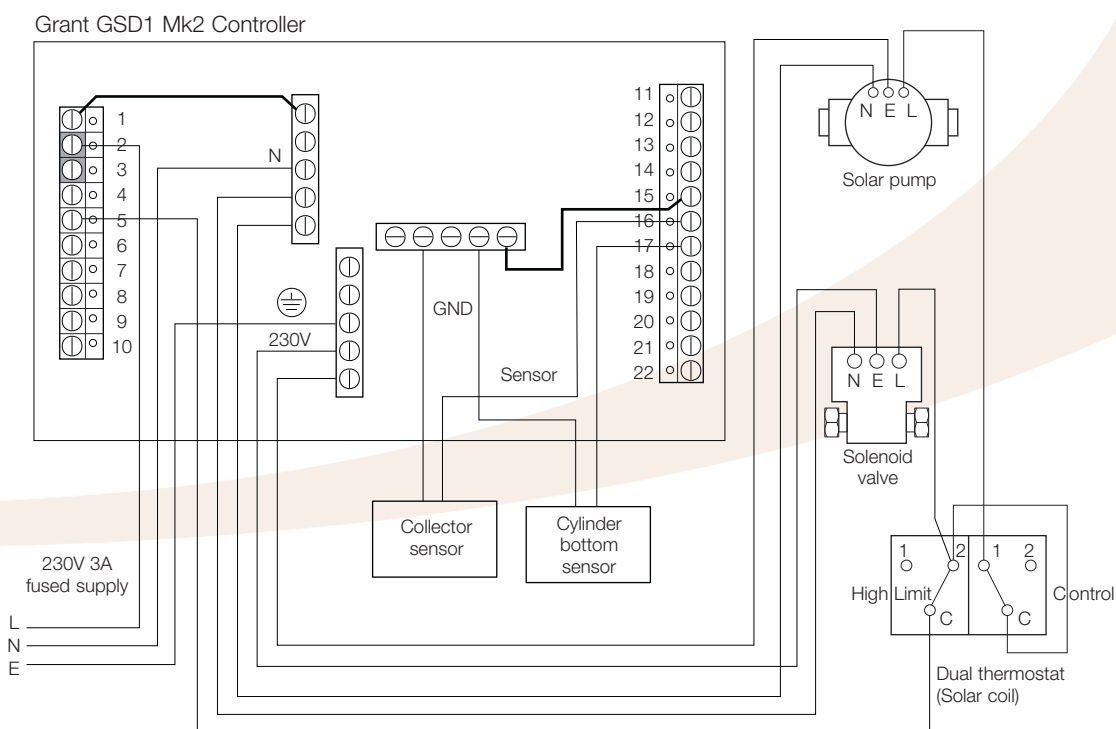 Grant GSD1 Mk2 Controller
1
2
3
4
5
6
7
8
9
10
N
230V
GND
Sensor
11
12
13
14
15
16
17
18
19
20
21
22
N E L
Solar pump
N E L
Solenoid
valve
Collector
sensor
Cylinder
bottom
sensor
230V 3A
fused supply
L
N
E
1 2 1 2
High Limit
Control
C C
Dual thermostat
(Solar coil)